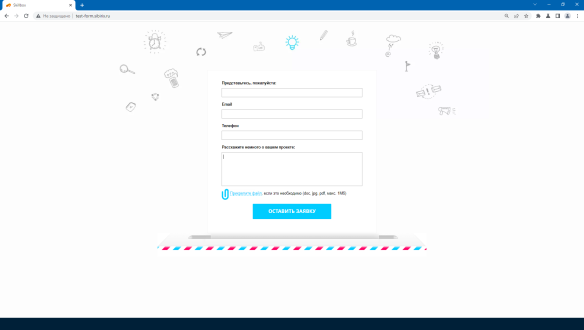 Не защищено
Представьтесь, пожалуйста:
Email
Телефон
Расскажите немного о вашем проекте:
Прикрепите файл, если это необходимо (doc, jpg, pdf, макс. 1Мб)
ОСТАВИТЬ ЗАЯВКУ